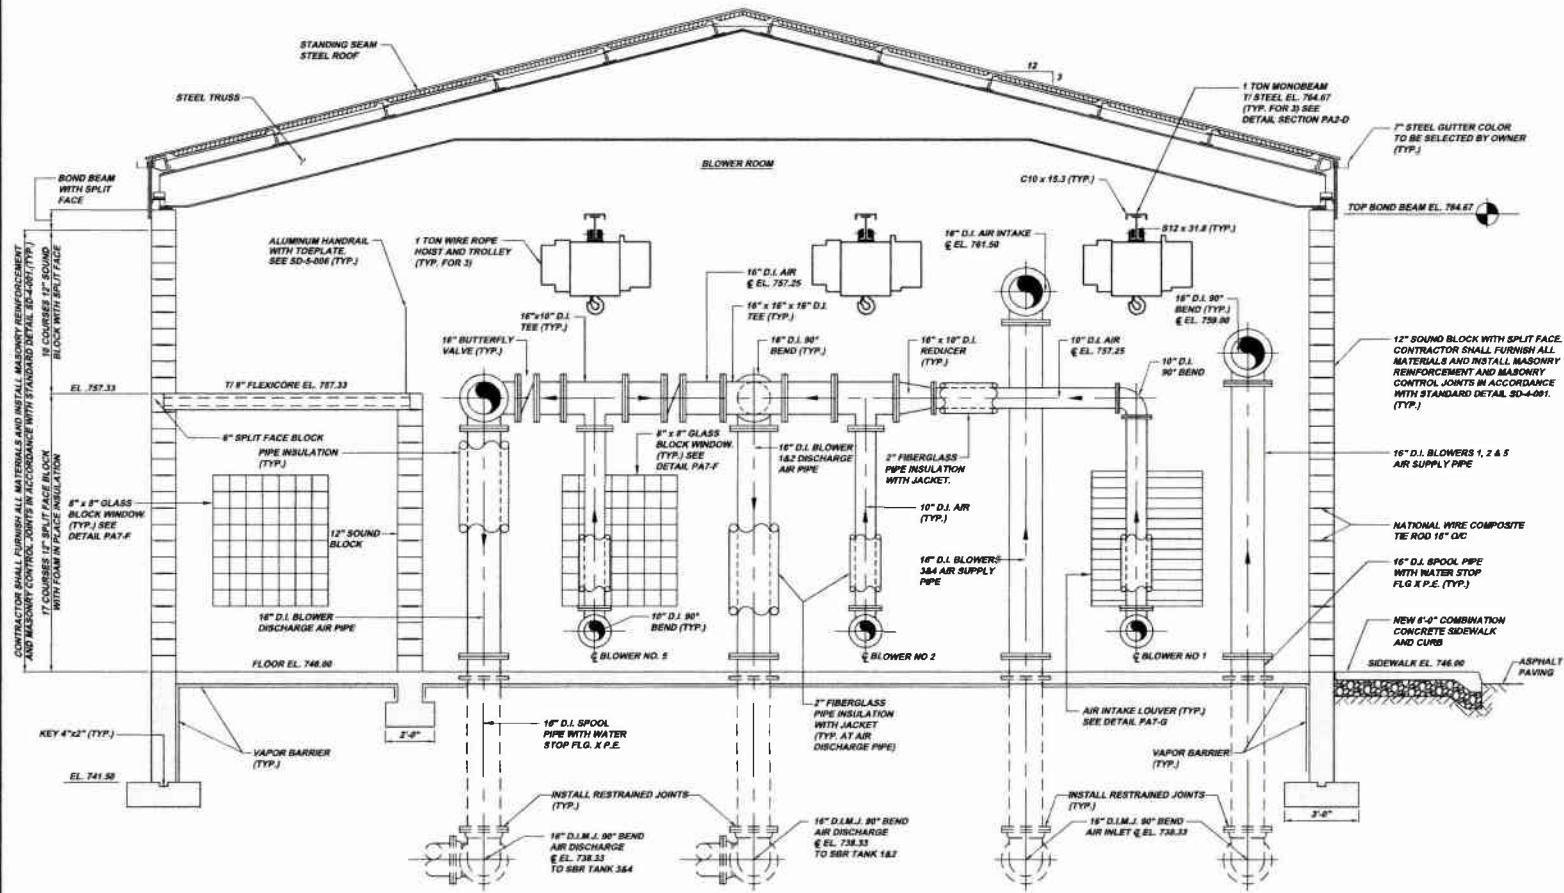 STANDING SEAM
STEEL ROOF
STEEL TRUSS
12
3
1 TON MONOBEAM
T/ STEEL EL. 764.67
(TYP. FOR 3) SEE
DETAIL SECTION PA2-D
7" STEEL GUTTER COLOR
TO BE SELECTED BY OWNER
(TYP.)
BLOWER ROOM
BOND BEAM
WITH SPLIT
FACE
C10 x 15.3 (TYP.)
TOP BOND BEAM EL. 764.67
S12 x 31.8 (TYP.)
ALUMINUM HANDRAIL
WITH TOEPLATE.
SEE SD-5-006 (TYP.)
1 TON WIRE ROPE
HOIST AND TROLLEY
(TYP. FOR 3)
16" D.I. AIR INTAKE
℄ EL. 761.50
16" D.I. AIR
℄ EL. 757.25
16" x 16" x 16" D.I.
TEE (TYP.)
16" D.I. 90°
BEND (TYP.)
℄ EL. 759.00
16"x10" D.I.
TEE (TYP.)
16" BUTTERFLY
VALVE (TYP.)
16" D.I. 90°
BEND (TYP.)
16" x 10" D.I.
REDUCER
(TYP.)
10" D.I. AIR
℄ EL. 757.25
10" D.I.
90° BEND
12" SOUND BLOCK WITH SPLIT FACE.
CONTRACTOR SHALL FURNISH ALL
MATERIALS AND INSTALL MASONRY
REINFORCEMENT AND MASONRY
CONTROL JOINTS IN ACCORDANCE
WITH STANDARD DETAIL SD-4-001.
(TYP.)
CONTRACTOR SHALL FURNISH ALL MATERIALS AND INSTALL MASONRY REINFORCEMENT
AND MASONRY CONTROL JOINTS IN ACCORDANCE WITH STANDARD DETAIL SD-4-001.(TYP.)
10 COURSES 12" SOUND
BLOCK WITH SPLIT FACE
17 COURSES 12" SPLIT FACE BLOCK
WITH FOAM IN PLACE INSULATION
EL .757.33
T/ 8" FLEXICORE EL. 757.33
6" SPLIT FACE BLOCK
PIPE INSULATION
(TYP.)
8" x 8" GLASS
BLOCK WINDOW.
(TYP.) SEE
DETAIL PA7-F
12" SOUND
BLOCK
8" x 8" GLASS
BLOCK WINDOW.
(TYP.) SEE
DETAIL PA7-F
16" D.I. BLOWER
1&2 DISCHARGE
AIR PIPE
2" FIBERGLASS
PIPE INSULATION
WITH JACKET.
10" D.I. AIR
(TYP.)
16" D.I. BLOWERS 1, 2 & 5
AIR SUPPLY PIPE
NATIONAL WIRE COMPOSITE
TIE ROD 16" O/C
16" D.I. BLOWERS
3&4 AIR SUPPLY
PIPE
16" D.I. SPOOL PIPE
WITH WATER STOP
FLG X P.E. (TYP.)
16" D.I. BLOWER
DISCHARGE AIR PIPE
10" D.I. 90°
BEND (TYP.)
NEW 6'-0" COMBINATION
CONCRETE SIDEWALK
AND CURB
℄ BLOWER NO. 5
℄ BLOWER NO 2
℄ BLOWER NO 1
FLOOR EL. 746.00
SIDEWALK EL. 746.00
ASPHALT
PAVING
KEY 4"x2" (TYP.)
2'-0"
VAPOR BARRIER
(TYP.)
16" D.I. SPOOL
PIPE WITH WATER
STOP FLG. X P.E.
2" FIBERGLASS
PIPE INSULATION
WITH JACKET
(TYP. AT AIR
DISCHARGE PIPE)
AIR INTAKE LOUVER (TYP.)
SEE DETAIL PA7-G
VAPOR BARRIER
(TYP.)
EL. 741.50
INSTALL RESTRAINED JOINTS
(TYP.)
INSTALL RESTRAINED JOINTS
(TYP.)
3'-0"
16" D.I.M.J. 90° BEND
AIR DISCHARGE
℄ EL. 738.33
TO SBR TANK 3&4
16" D.I.M.J. 90° BEND
AIR DISCHARGE
℄ EL. 738.33
TO SBR TANK 1&2
16" D.I.M.J. 90° BEND
AIR INLET ℄ EL. 738.33